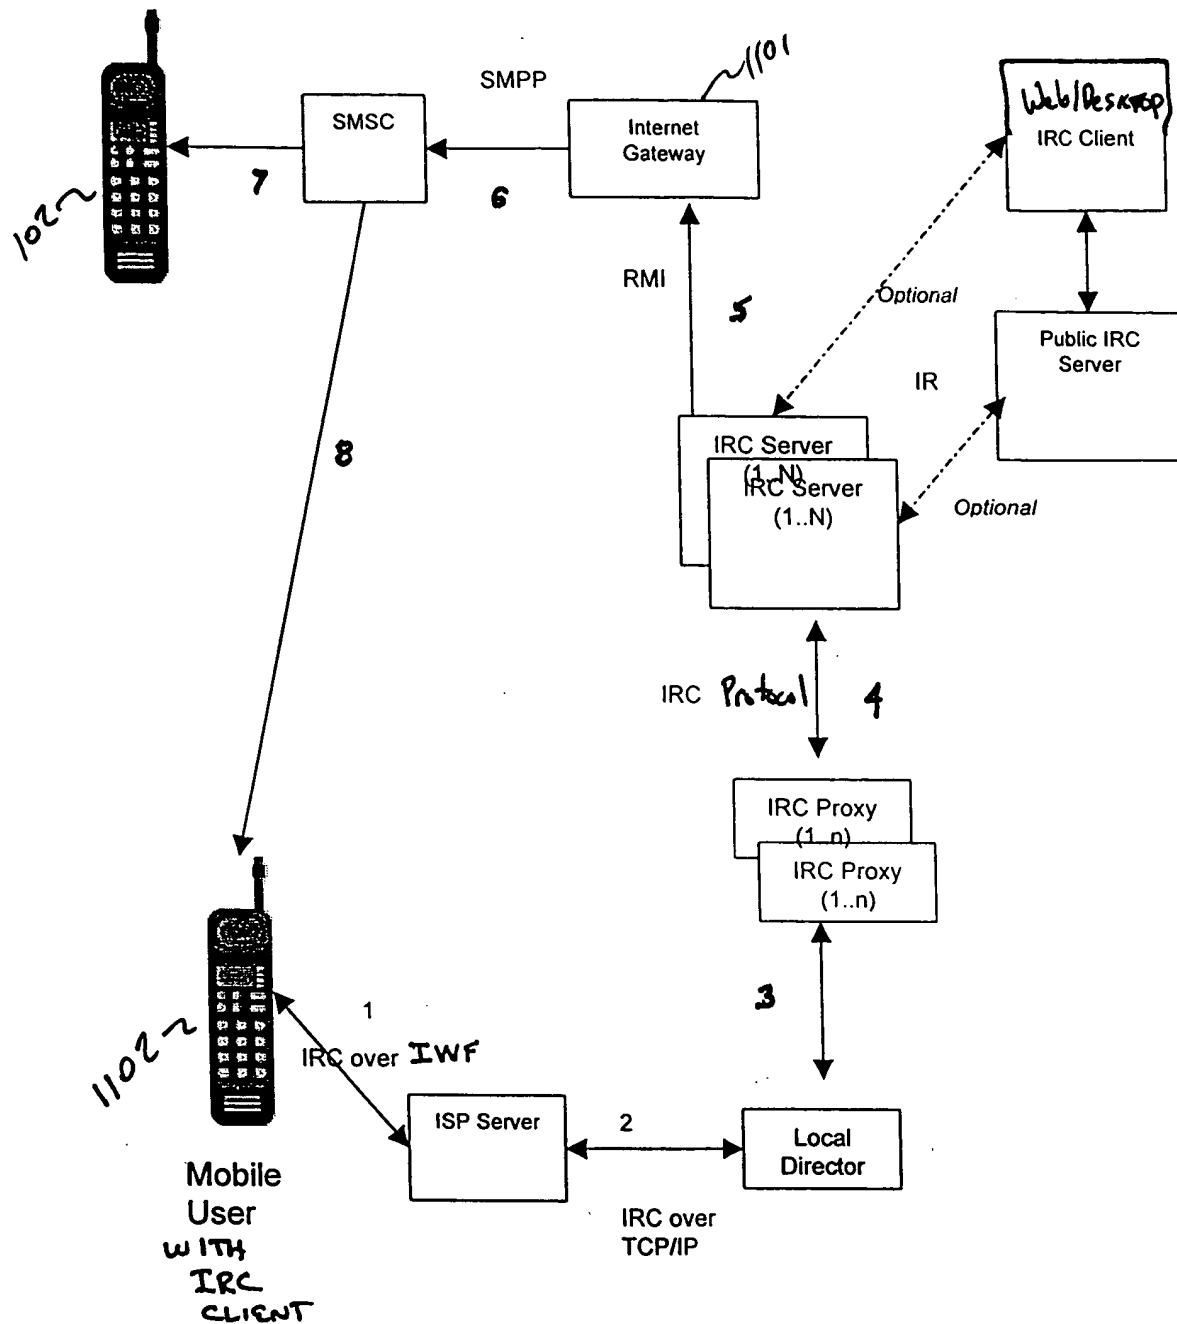 1101
SMPP
SMSC
Internet
Gateway
Web/Desktop
IRC Client
7
6
102
RMI
5
Optional
Public IRC
Server
IR
8
IRC Server
(1..N)
IRC Server
(1..N)
Optional
IRC Protocol
4
IRC Proxy
(1..n)
IRC Proxy
(1..n)
3
1
IRC over IWF
1102
ISP Server
2
Local
Director
IRC over
TCP/IP
Mobile
User
WITH
IRC
CLIENT